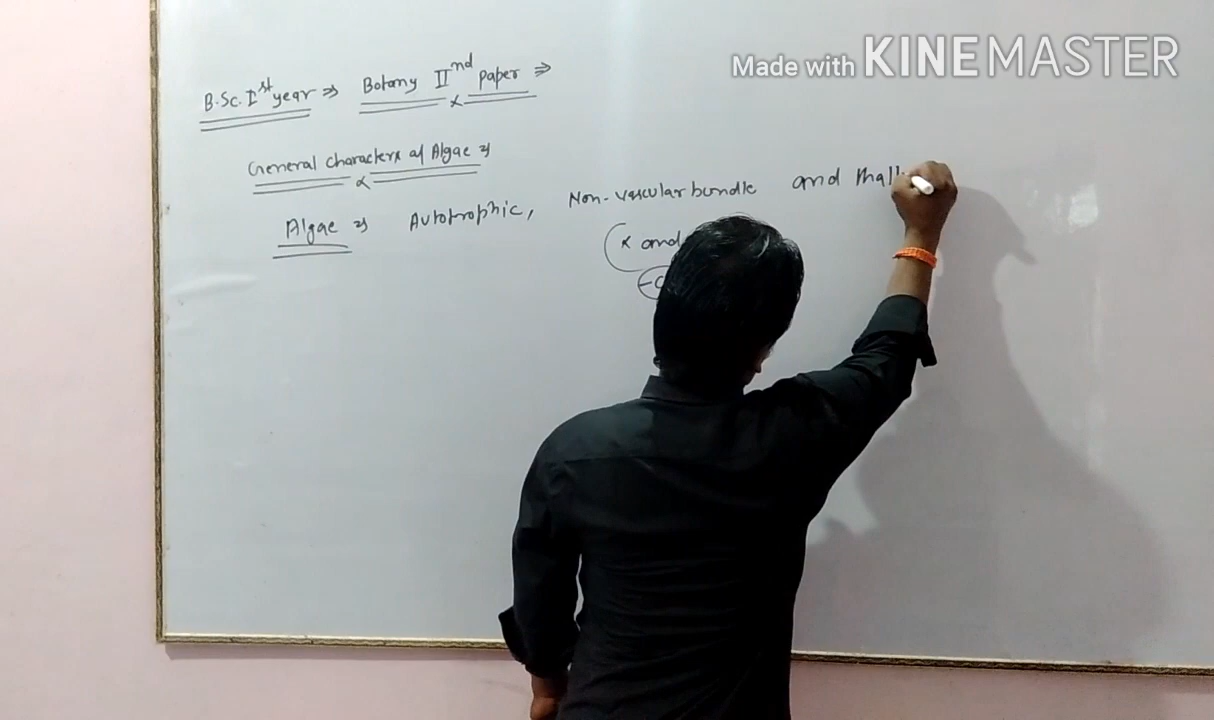 Made with KINEMASTER
B.Sc. Ist year ⇒ Botany IInd Paper ⇒
General Characters of Algae ⇒
Algae ⇒ Autotrophic, Non-vascular bundle and thall
(x and